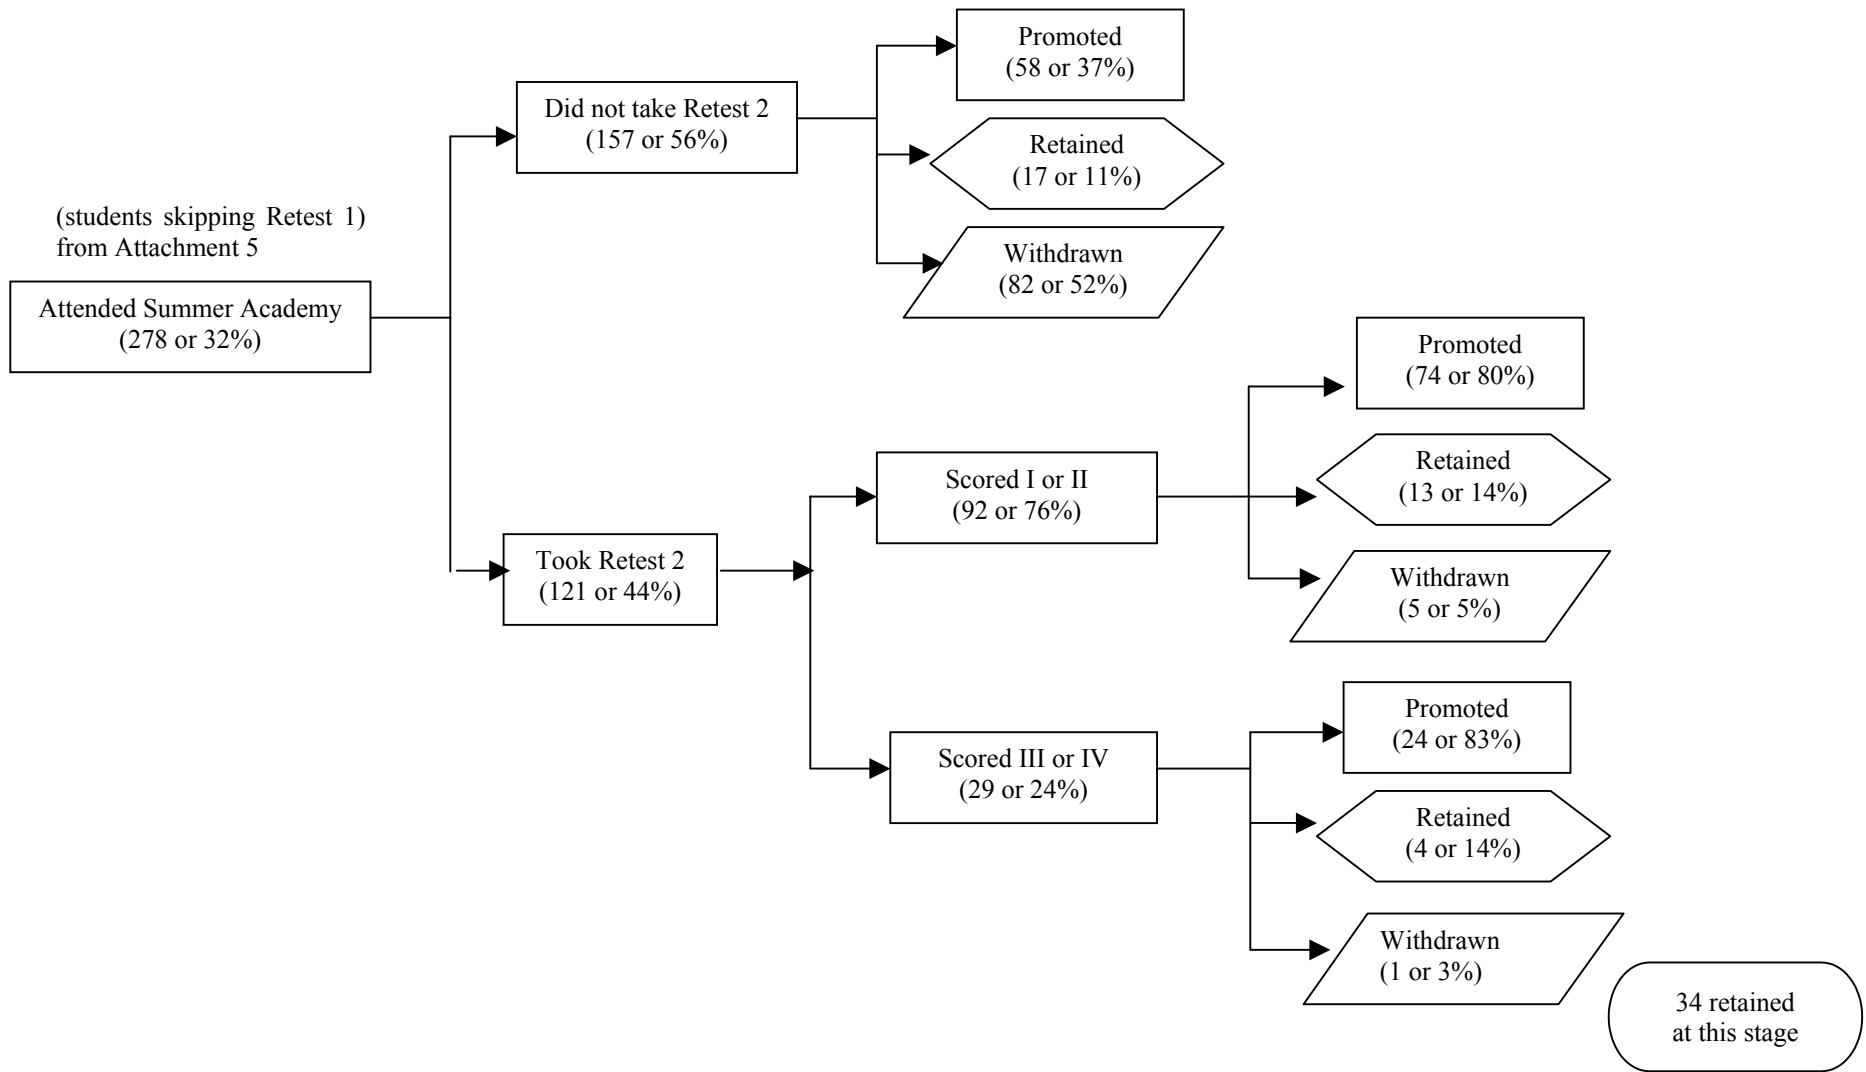 Promoted
(58 or 37%)
Did not take Retest 2
(157 or 56%)
Retained
(17 or 11%)
(students skipping Retest 1)
from Attachment 5
Withdrawn
(82 or 52%)
Attended Summer Academy
(278 or 32%)
Promoted
(74 or 80%)
Scored I or II
(92 or 76%)
Retained
(13 or 14%)
Took Retest 2
(121 or 44%)
Withdrawn
(5 or 5%)
Promoted
(24 or 83%)
Scored III or IV
(29 or 24%)
Retained
(4 or 14%)
Withdrawn
(1 or 3%)
34 retained
at this stage